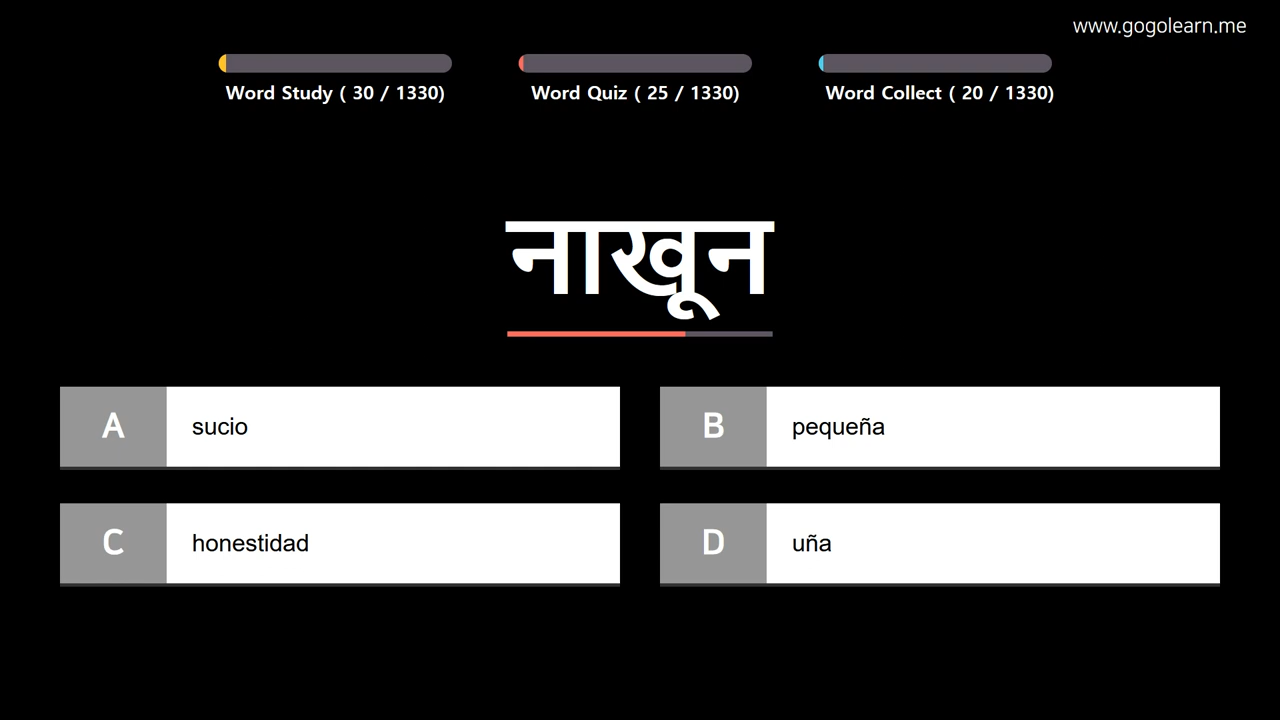 www.gogolearn.me
Word Study ( 30 / 1330)
Word Quiz ( 25 / 1330)
Word Collect ( 20 / 1330)
नाखून
A sucio
B pequeña
C honestidad
D uña